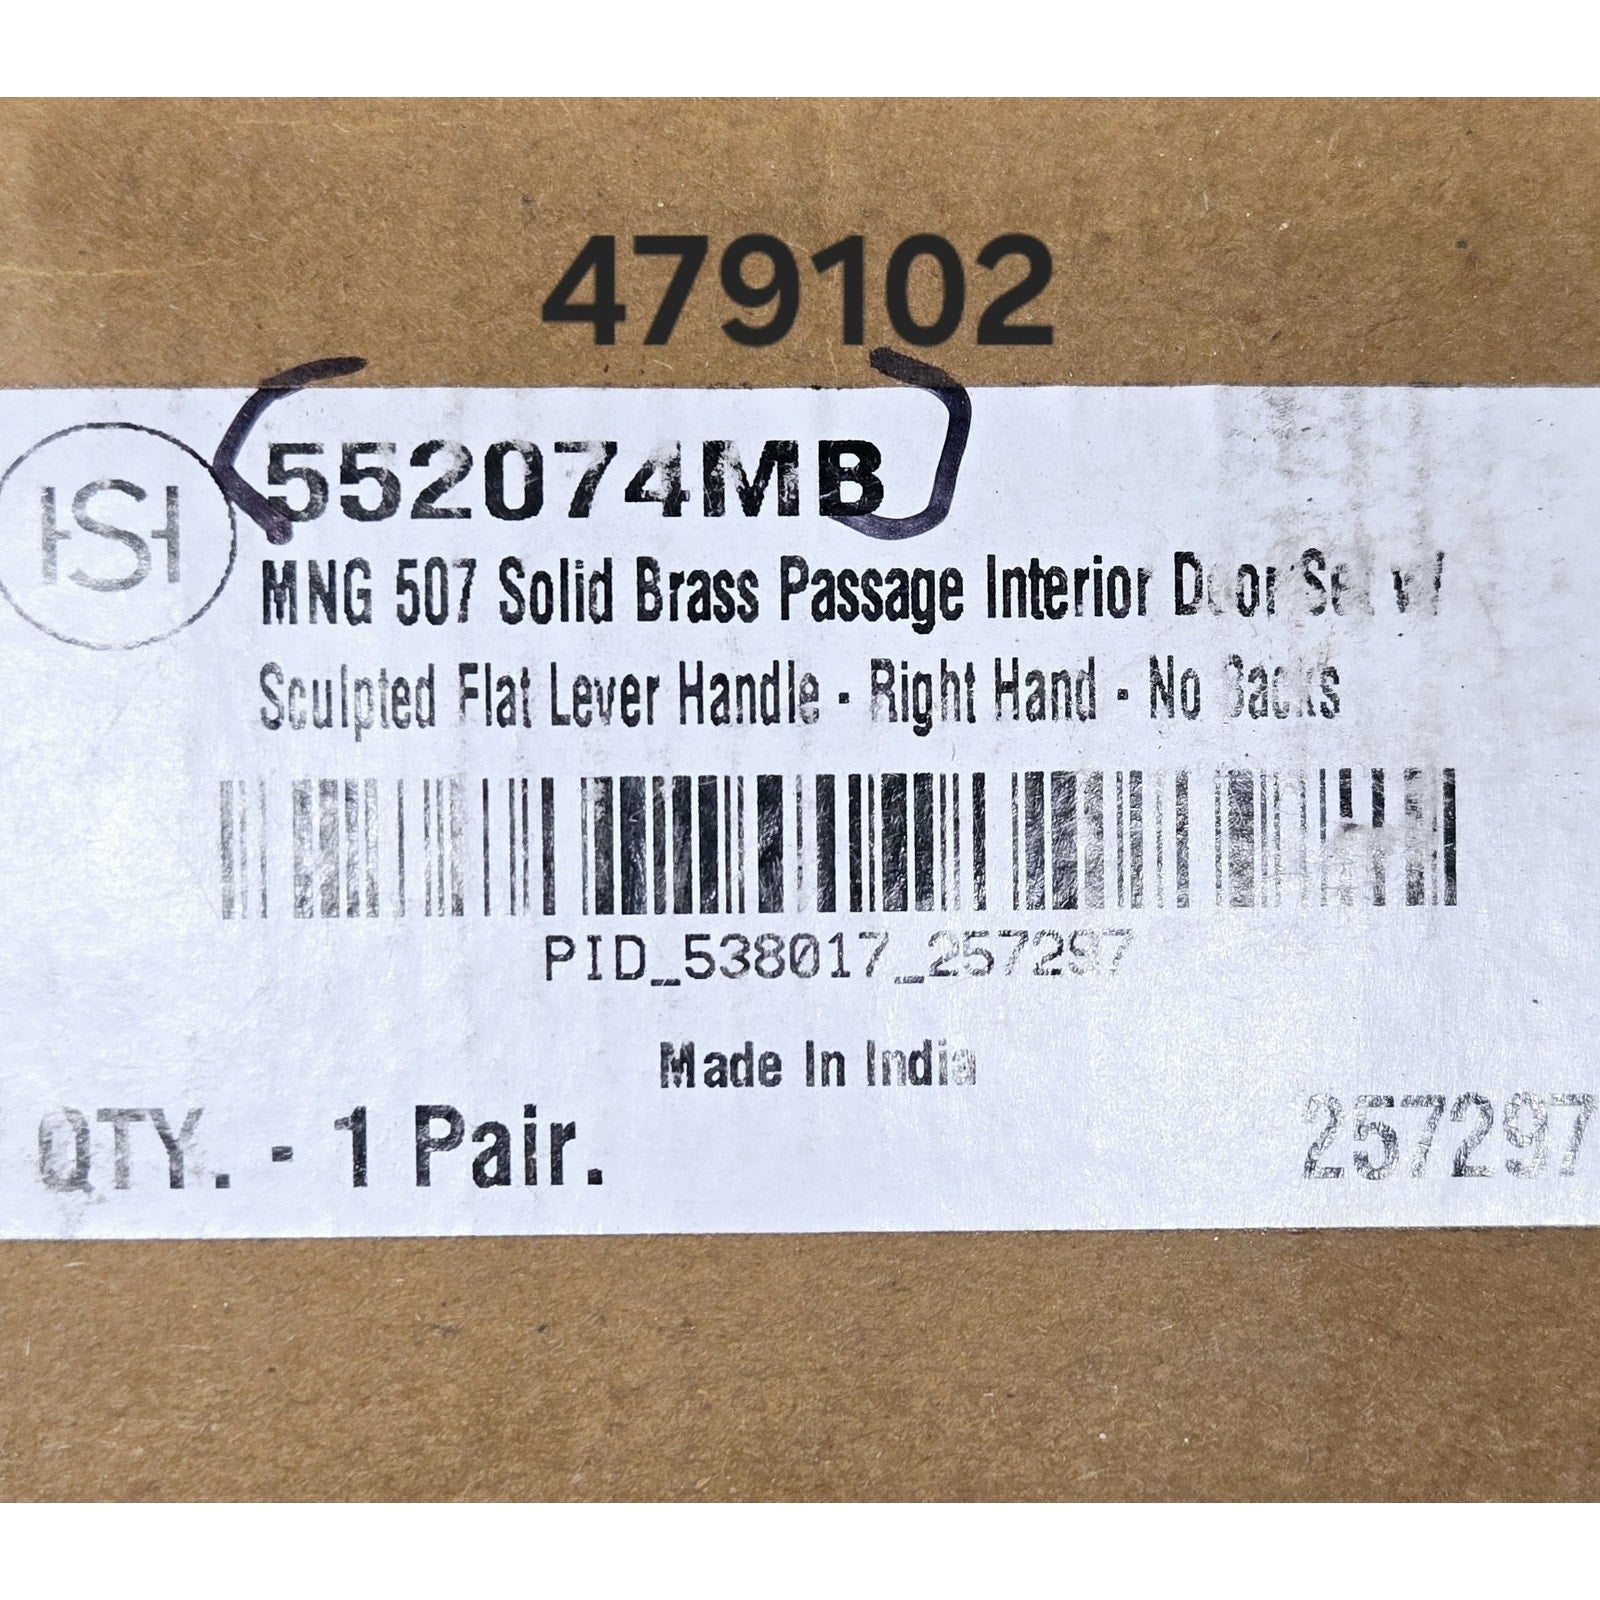 479102
HSH
552074MB
MNG 507 Solid Brass Passage Interior Door Set w/
Sculpted Flat Lever Handle - Right Hand - No Backs
PID_538017_257297
Made In India
QTY. - 1 Pair.
257297